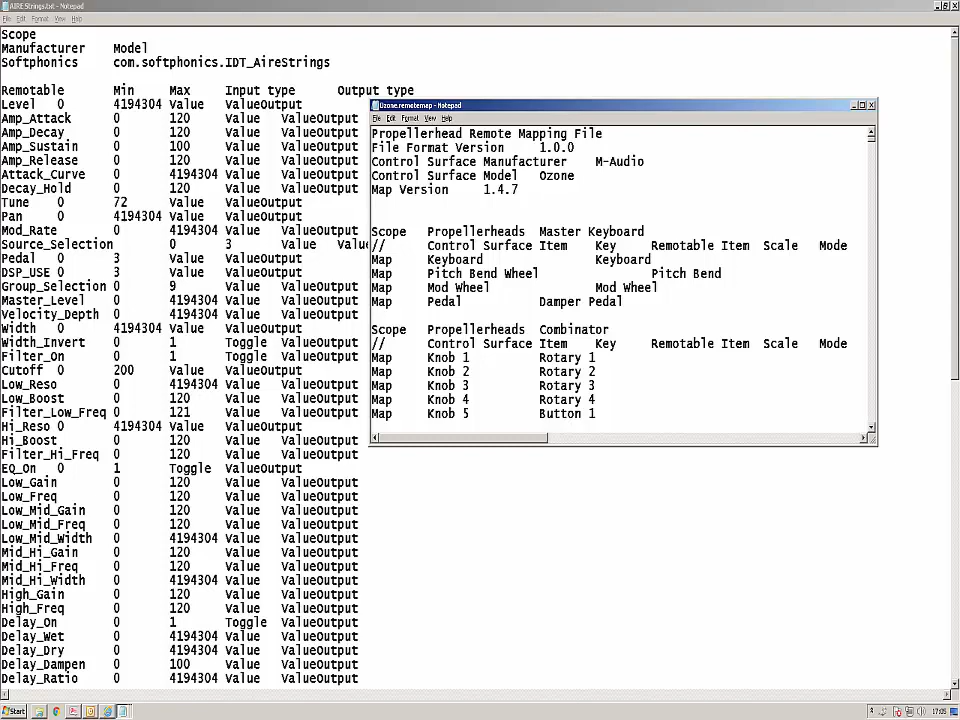 AIRE Strings.txt - Notepad
File Edit Format View Help
Scope
Manufacturer Model
Softphonics com.softphonics.IDT_AireStrings
Remotable Min Max Input type Output type
Level 0 4194304 Value ValueOutput
Amp_Attack 0 120 Value ValueOutput
Amp_Decay 0 120 Value ValueOutput
Amp_Sustain 0 100 Value ValueOutput
Amp_Release 0 120 Value ValueOutput
Attack_Curve 0 4194304 Value ValueOutput
Decay_Hold 0 120 Value ValueOutput
Tune 0 72 Value ValueOutput
Pan 0 4194304 Value ValueOutput
Mod_Rate 0 4194304 Value ValueOutput
Source_Selection 0 3 Value Valu
Pedal 0 3 Value ValueOutput
DSP_USE 0 3 Value ValueOutput
Group_Selection 0 9 Value ValueOutput
Master_Level 0 4194304 Value ValueOutput
Velocity_Depth 0 4194304 Value ValueOutput
Width 0 4194304 Value ValueOutput
Width_Invert 0 1 Toggle ValueOutput
Filter_On 0 1 Toggle ValueOutput
Cutoff 0 200 Value ValueOutput
Low_Reso 0 4194304 Value ValueOutput
Low_Boost 0 120 Value ValueOutput
Filter_Low_Freq 0 121 Value ValueOutput
Hi_Reso 0 4194304 Value ValueOutput
Hi_Boost 0 120 Value ValueOutput
Filter_Hi_Freq 0 120 Value ValueOutput
EQ_On 0 1 Toggle ValueOutput
Low_Gain 0 120 Value ValueOutput
Low_Freq 0 120 Value ValueOutput
Low_Mid_Gain 0 120 Value ValueOutput
Low_Mid_Freq 0 120 Value ValueOutput
Low_Mid_Width 0 4194304 Value ValueOutput
Mid_Hi_Gain 0 120 Value ValueOutput
Mid_Hi_Freq 0 120 Value ValueOutput
Mid_Hi_Width 0 4194304 Value ValueOutput
High_Gain 0 120 Value ValueOutput
High_Freq 0 120 Value ValueOutput
Delay_On 0 1 Toggle ValueOutput
Delay_Wet 0 4194304 Value ValueOutput
Delay_Dry 0 4194304 Value ValueOutput
Delay_Dampen 0 100 Value ValueOutput
Delay_Ratio 0 4194304 Value ValueOutput
Ozone.remotemap - Notepad
File Edit Format View Help
Propellerhead Remote Mapping File
File Format Version 1.0.0
Control Surface Manufacturer M-Audio
Control Surface Model Ozone
Map Version 1.4.7
Scope Propellerheads Master Keyboard
// Control Surface Item Key Remotable Item Scale Mode
Map Keyboard Keyboard
Map Pitch Bend Wheel Pitch Bend
Map Mod Wheel Mod Wheel
Map Pedal Damper Pedal
Scope Propellerheads Combinator
// Control Surface Item Key Remotable Item Scale Mode
Map Knob 1 Rotary 1
Map Knob 2 Rotary 2
Map Knob 3 Rotary 3
Map Knob 4 Rotary 4
Map Knob 5 Button 1
Start
17:05